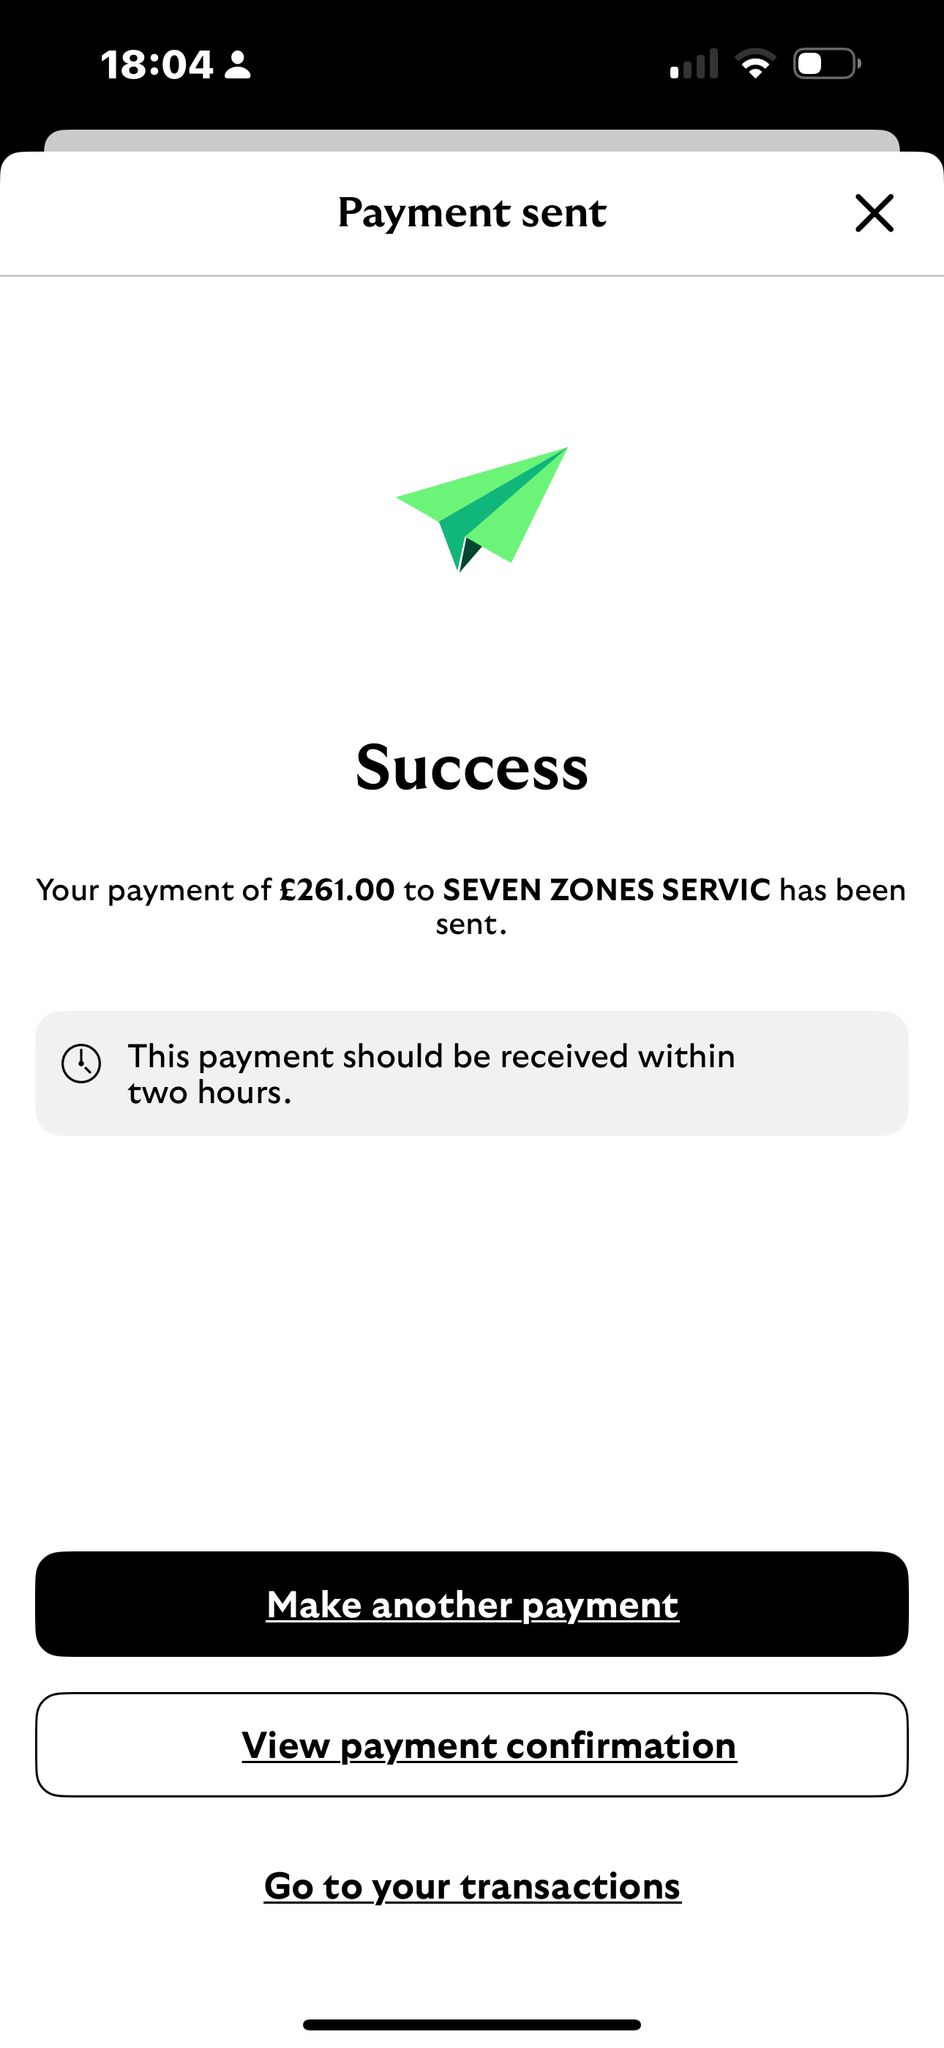 18:04
Payment sent
Success
Your payment of £261.00 to SEVEN ZONES SERVIC has been
sent.
This payment should be received within
two hours.
Make another payment
View payment confirmation
Go to your transactions